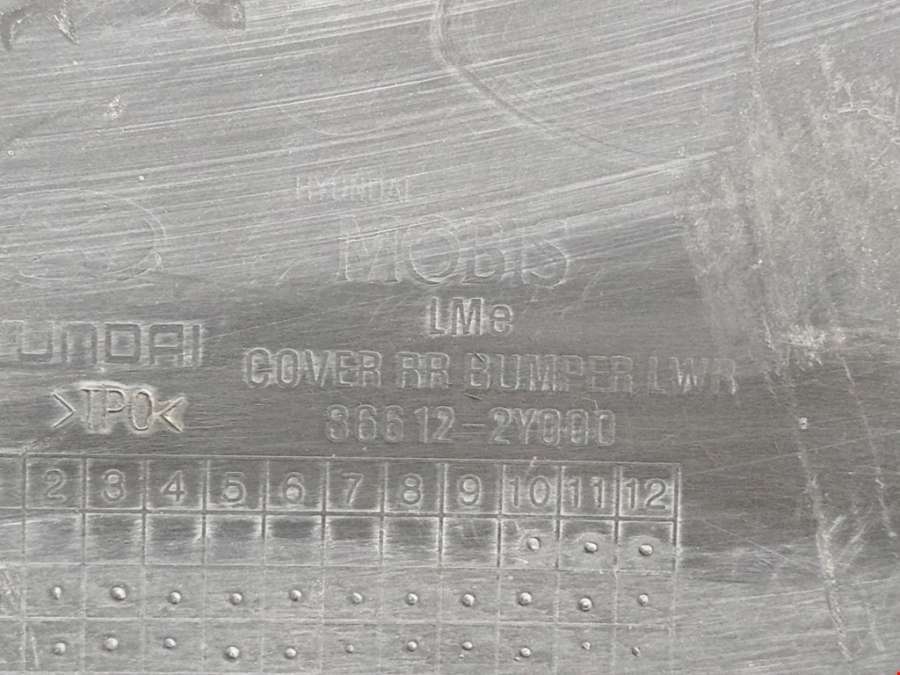 HYUNDAI
MOBIS
LMe
UNDAI
COVER RR BUMPER LWR
>TPO<
86612-2Y000
2 3 4 5 6 7 8 9 10 11 12